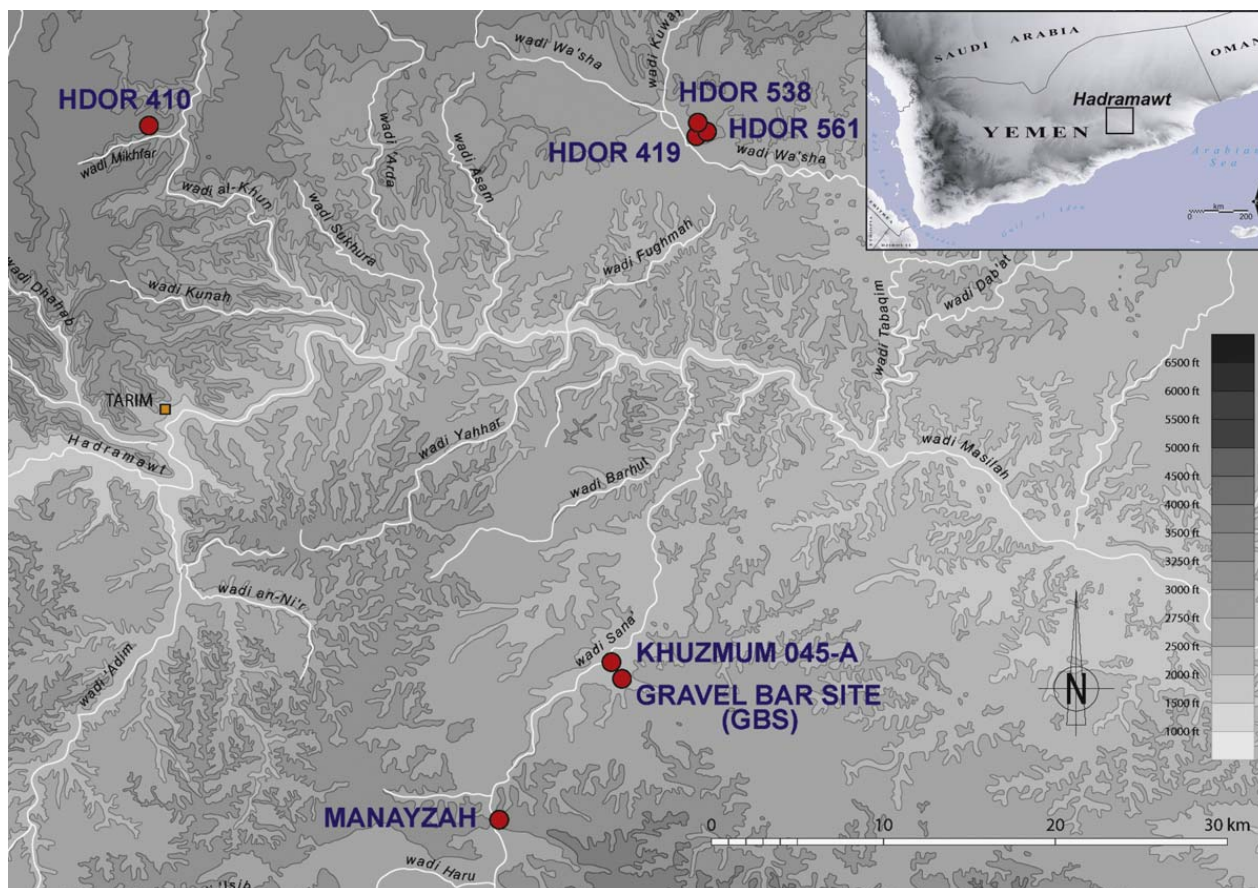 wadi Wa'sha
wadi Kuway
SAUDI ARABIA
OMAN
HDOR 410
HDOR 538
Hadramawt
HDOR 561
YEMEN
HDOR 419
wadi Wa'sha
wadi Mikhfar
wadi 'Arda
wadi Asam
Arabian
Sea
km
0 200
Gulf of Aden
wadi al-Khun
wadi Sukhura
wadi Fughmah
wadi Dhahab
wadi Kunah
wadi Tabaqim
wadi Dab'at
6500 ft
6000 ft
5500 ft
5000 ft
4500 ft
4000 ft
3250 ft
3000 ft
2750 ft
2500 ft
2000 ft
1500 ft
1000 ft
TARIM
Hadramawt
wadi Yahhar
wadi Barhut
wadi Masilah
wadi an-Ni'r
wadi Sana
wadi 'Adim
KHUZMUM 045-A
GRAVEL BAR SITE
(GBS)
N
MANAYZAH
0 10 20 30 km
wadi Haru